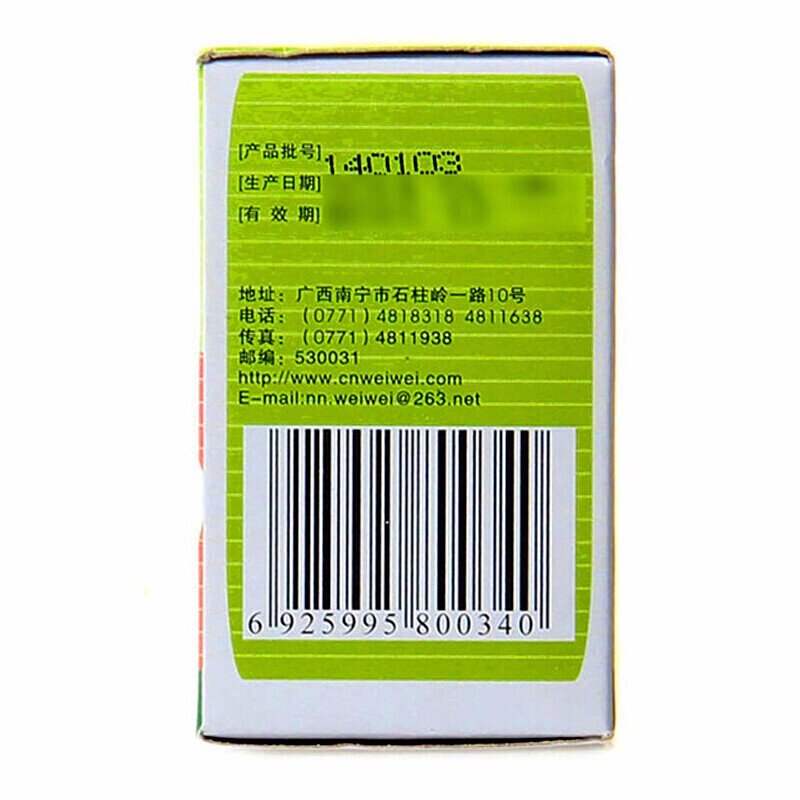 [产品批号]140103
[生产日期]
[有 效 期]
地址：广西南宁市石柱岭一路10号
电话：(0771) 4818318 4811638
传真：(0771) 4811938
邮编：530031
http://www.cnweiwei.com
E-mail:nn.weiwei@263.net
6 925995 800340